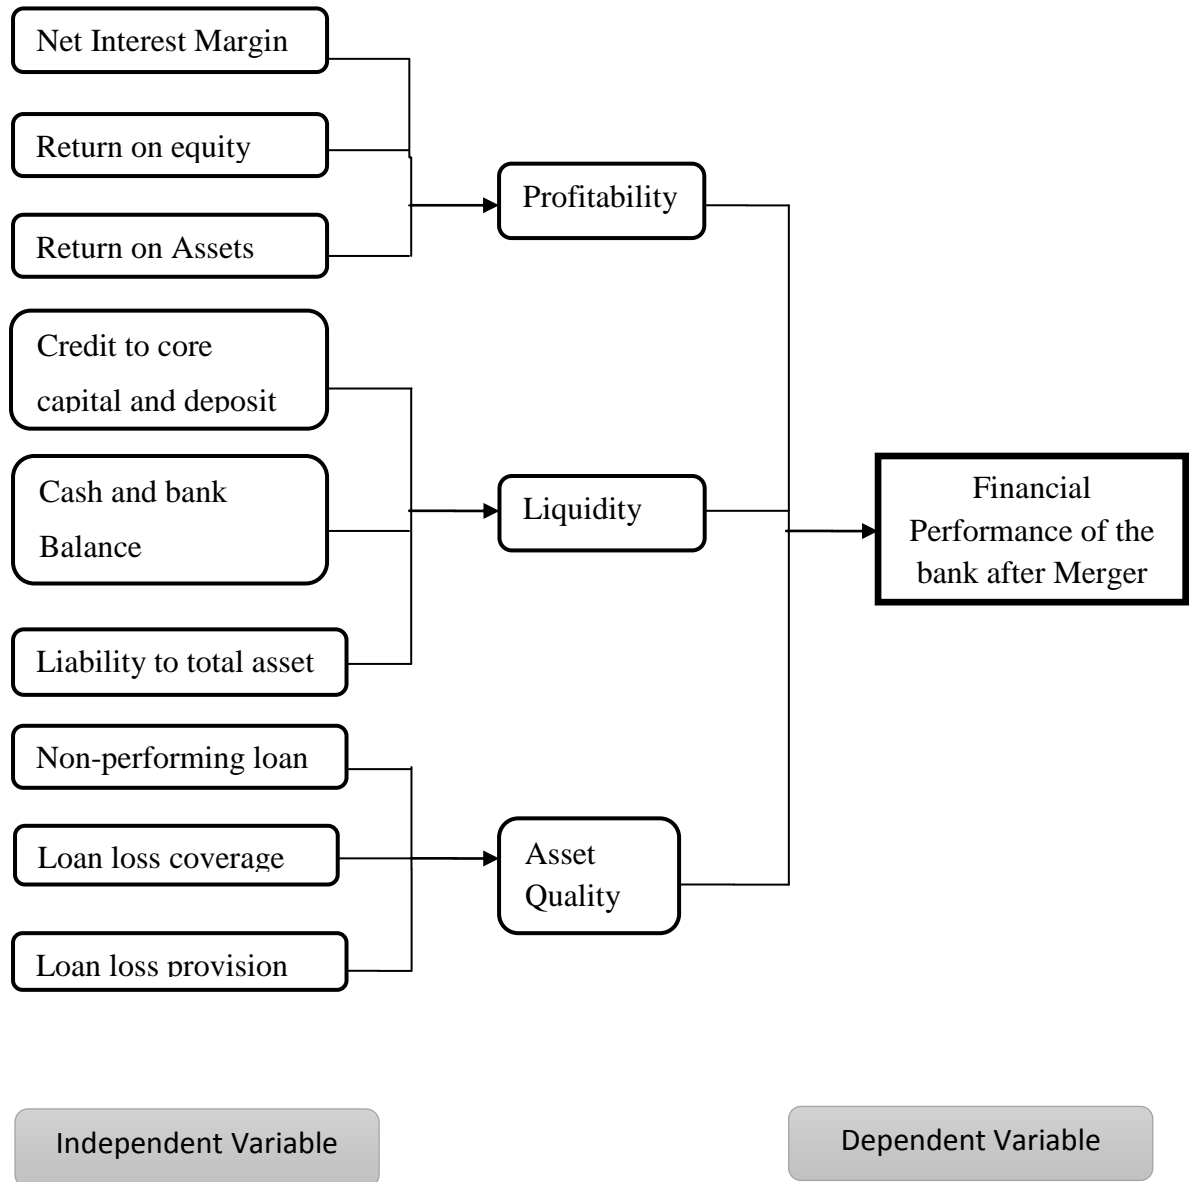 Net Interest Margin
Return on equity
Return on Assets
Profitability
Credit to core
capital and deposit
Cash and bank
Balance
Liability to total asset
Liquidity
Financial
Performance of the
bank after Merger
Non-performing loan
Loan loss coverage
Loan loss provision
Asset
Quality
Independent Variable
Dependent Variable